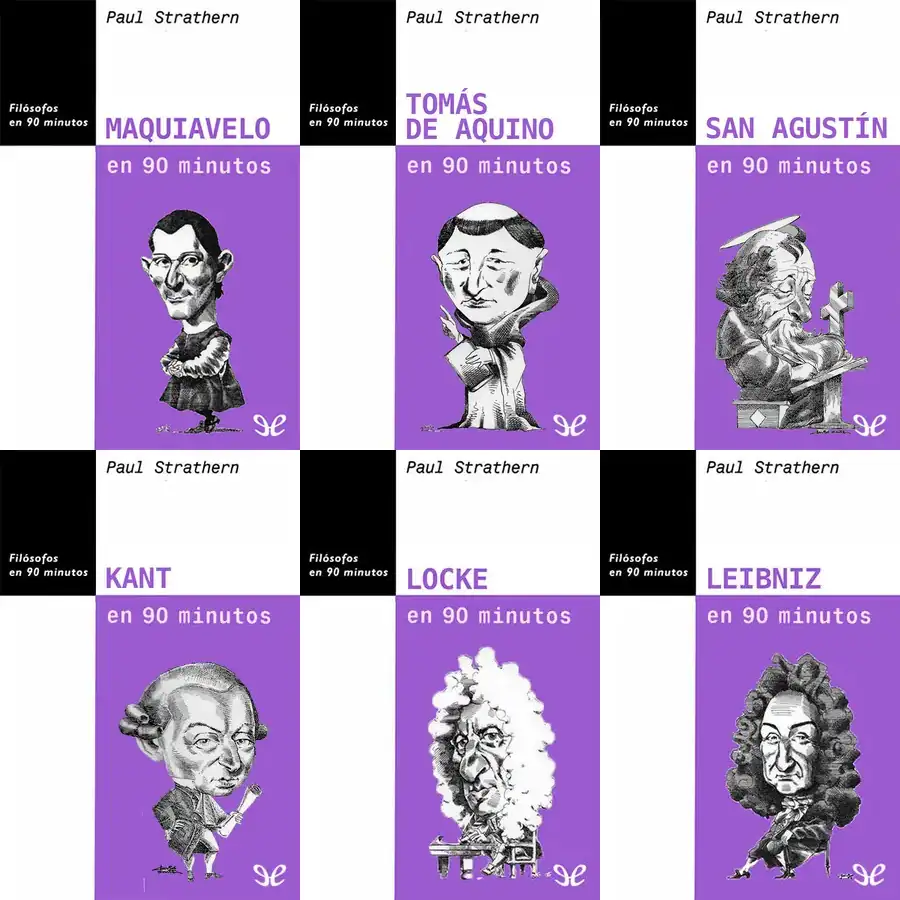 Paul Strathern
Filósofos
en 90 minutos
MAQUIAVELO
en 90 minutos
Paul Strathern
Filósofos
en 90 minutos
TOMÁS
DE AQUINO
en 90 minutos
Paul Strathern
Filósofos
en 90 minutos
SAN AGUSTÍN
en 90 minutos
Paul Strathern
Filósofos
en 90 minutos
KANT
en 90 minutos
Paul Strathern
Filósofos
en 90 minutos
LOCKE
en 90 minutos
Paul Strathern
Filósofos
en 90 minutos
LEIBNIZ
en 90 minutos